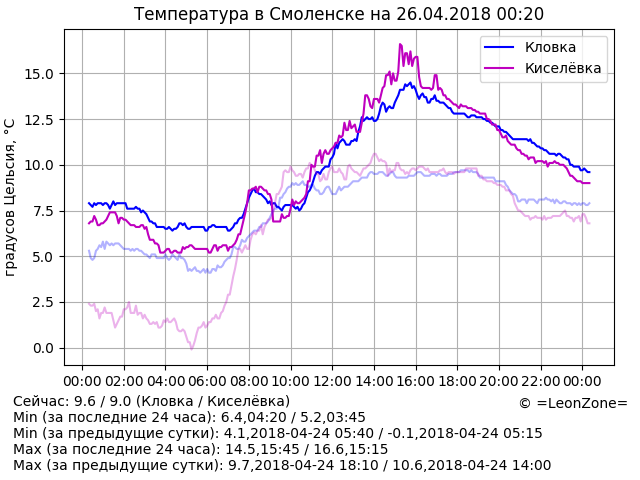 Температура в Смоленске на 26.04.2018 00:20
Кловка
Киселёвка
градусов Цельсия, °C
15.0
12.5
10.0
7.5
5.0
2.5
0.0
00:00 02:00 04:00 06:00 08:00 10:00 12:00 14:00 16:00 18:00 20:00 22:00 00:00
Сейчас: 9.6 / 9.0 (Кловка / Киселёвка)
© =LeonZone=
Min (за последние 24 часа): 6.4,04:20 / 5.2,03:45
Min (за предыдущие сутки): 4.1,2018-04-24 05:40 / -0.1,2018-04-24 05:15
Max (за последние 24 часа): 14.5,15:45 / 16.6,15:15
Max (за предыдущие сутки): 9.7,2018-04-24 18:10 / 10.6,2018-04-24 14:00